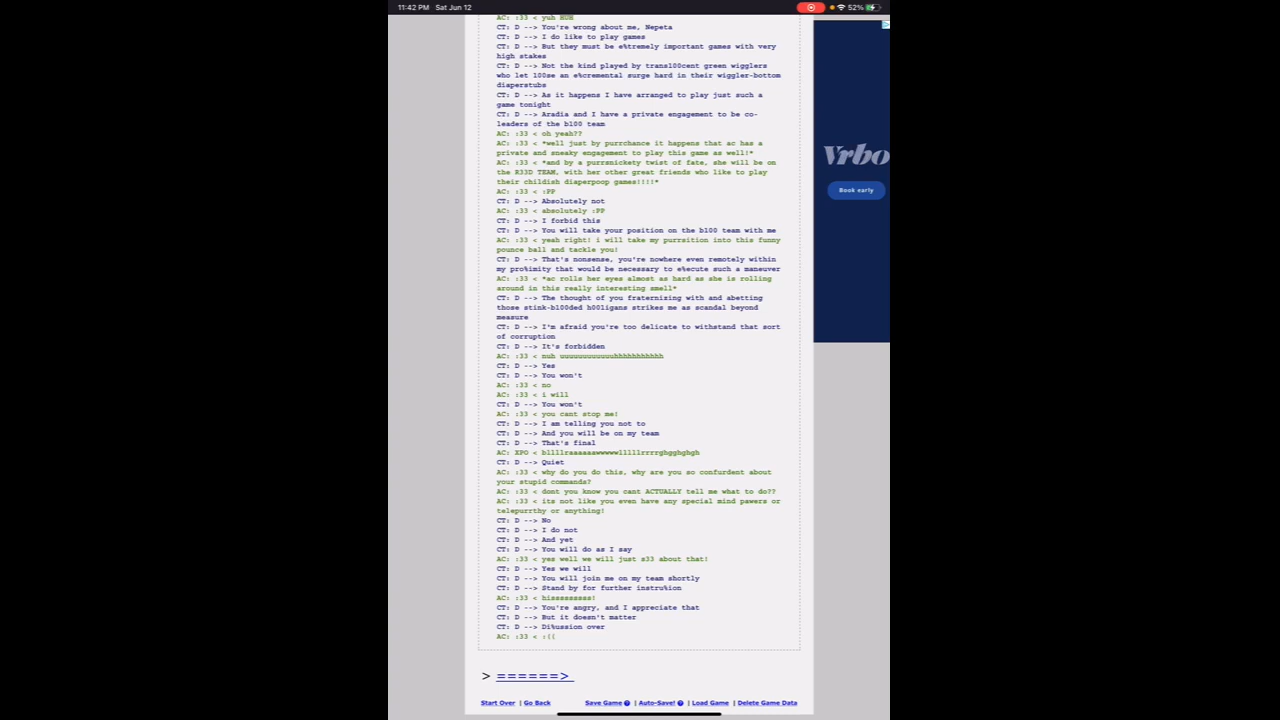 11:42 PM Sat Jun 12
52%
AC: :33 < yuh HUH
CT: D --> You're wrong about me, Nepeta
CT: D --> I do like to play games
CT: D --> But they must be e%tremely important games with very
high stakes
CT: D --> Not the kind played by trans100cent green wigglers
who let 100se an e%cremental surge hard in their wiggler-bottom
diaperstubs
CT: D --> As it happens I have arranged to play just such a
game tonight
CT: D --> Aradia and I have a private engagement to be co-
leaders of the b100 team
AC: :33 < oh yeah??
AC: :33 < *well just by purrchance it happens that ac has a
private and sneaky engagement to play this game as well!*
AC: :33 < *and by a purrsnickety twist of fate, she will be on
the R33D TEAM, with her other great friends who like to play
their childish diaperpoop games!!!!*
AC: :33 < :PP
CT: D --> Absolutely not
AC: :33 < absolutely :PP
CT: D --> I forbid this
CT: D --> You will take your position on the b100 team with me
AC: :33 < yeah right! i will take my purrsition into this funny
pounce ball and tackle you!
CT: D --> That's nonsense, you're nowhere even remotely within
my pro%imity that would be necessary to e%ecute such a maneuver
AC: :33 < *ac rolls her eyes almost as hard as she is rolling
around in this really interesting smell*
CT: D --> The thought of you fraternizing with and abetting
those stink-b100ded h001igans strikes me as scandal beyond
measure
CT: D --> I'm afraid you're too delicate to withstand that sort
of corruption
CT: D --> It's forbidden
AC: :33 < nuh uuuuuuuuuuuuhhhhhhhhhhh
CT: D --> Yes
CT: D --> You won't
AC: :33 < no
AC: :33 < i will
CT: D --> You won't
AC: :33 < you cant stop me!
CT: D --> I am telling you not to
CT: D --> And you will be on my team
CT: D --> That's final
AC: XPO < bllllraaaaaawwwwwlllllrrrrghgghghgh
CT: D --> Quiet
AC: :33 < why do you do this, why are you so confurdent about
your stupid commands?
AC: :33 < dont you know you cant ACTUALLY tell me what to do??
AC: :33 < its not like you even have any special mind pawers or
telepurrthy or anything!
CT: D --> No
CT: D --> I do not
CT: D --> And yet
CT: D --> You will do as I say
AC: :33 < yes well we will just s33 about that!
CT: D --> Yes we will
CT: D --> You will join me on my team shortly
CT: D --> Stand by for further instru%ion
AC: :33 < hisssssssss!
CT: D --> You're angry, and I appreciate that
CT: D --> But it doesn't matter
CT: D --> Di%ussion over
AC: :33 < :((
> ======>
Start Over | Go Back Save Game ? | Auto-Save! ? | Load Game | Delete Game Data
Vrbo
Book early